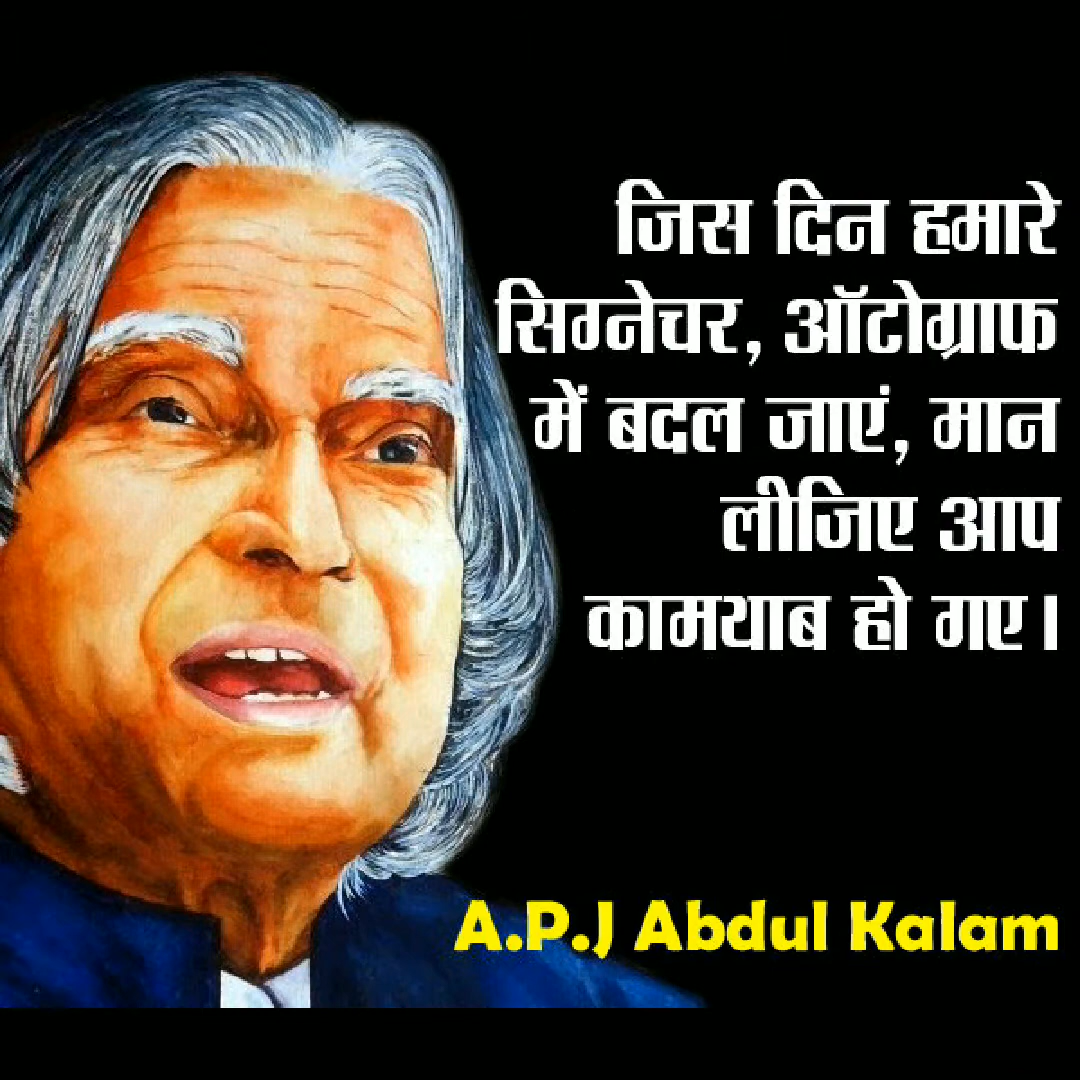 जिस दिन हमारे
सिग्नेचर, ऑटोग्राफ
में बदल जाएं, मान
लीजिए आप
कामयाब हो गए।
A.P.J Abdul Kalam